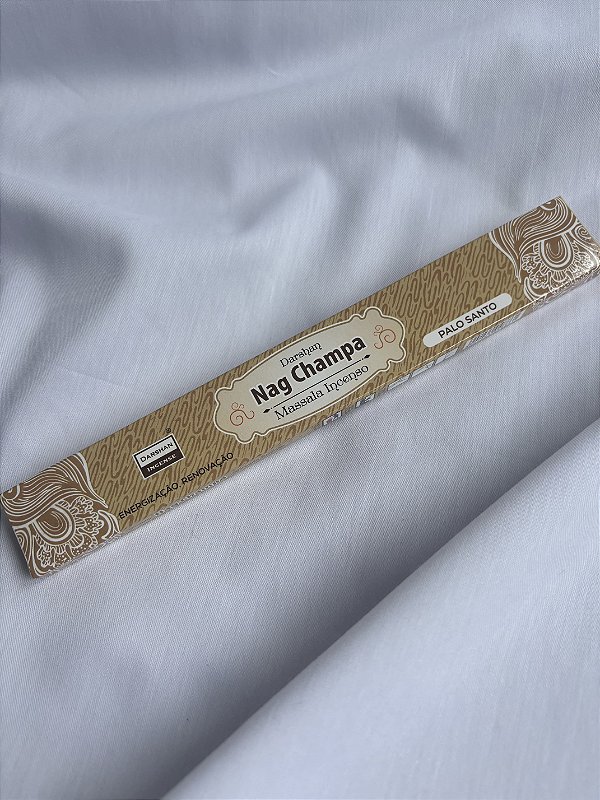 Darshan
Nag Champa
Massala Incenso
PALO SANTO
DARSHAN
INCENSE
®
ENERGIZAÇÃO, RENOVAÇÃO